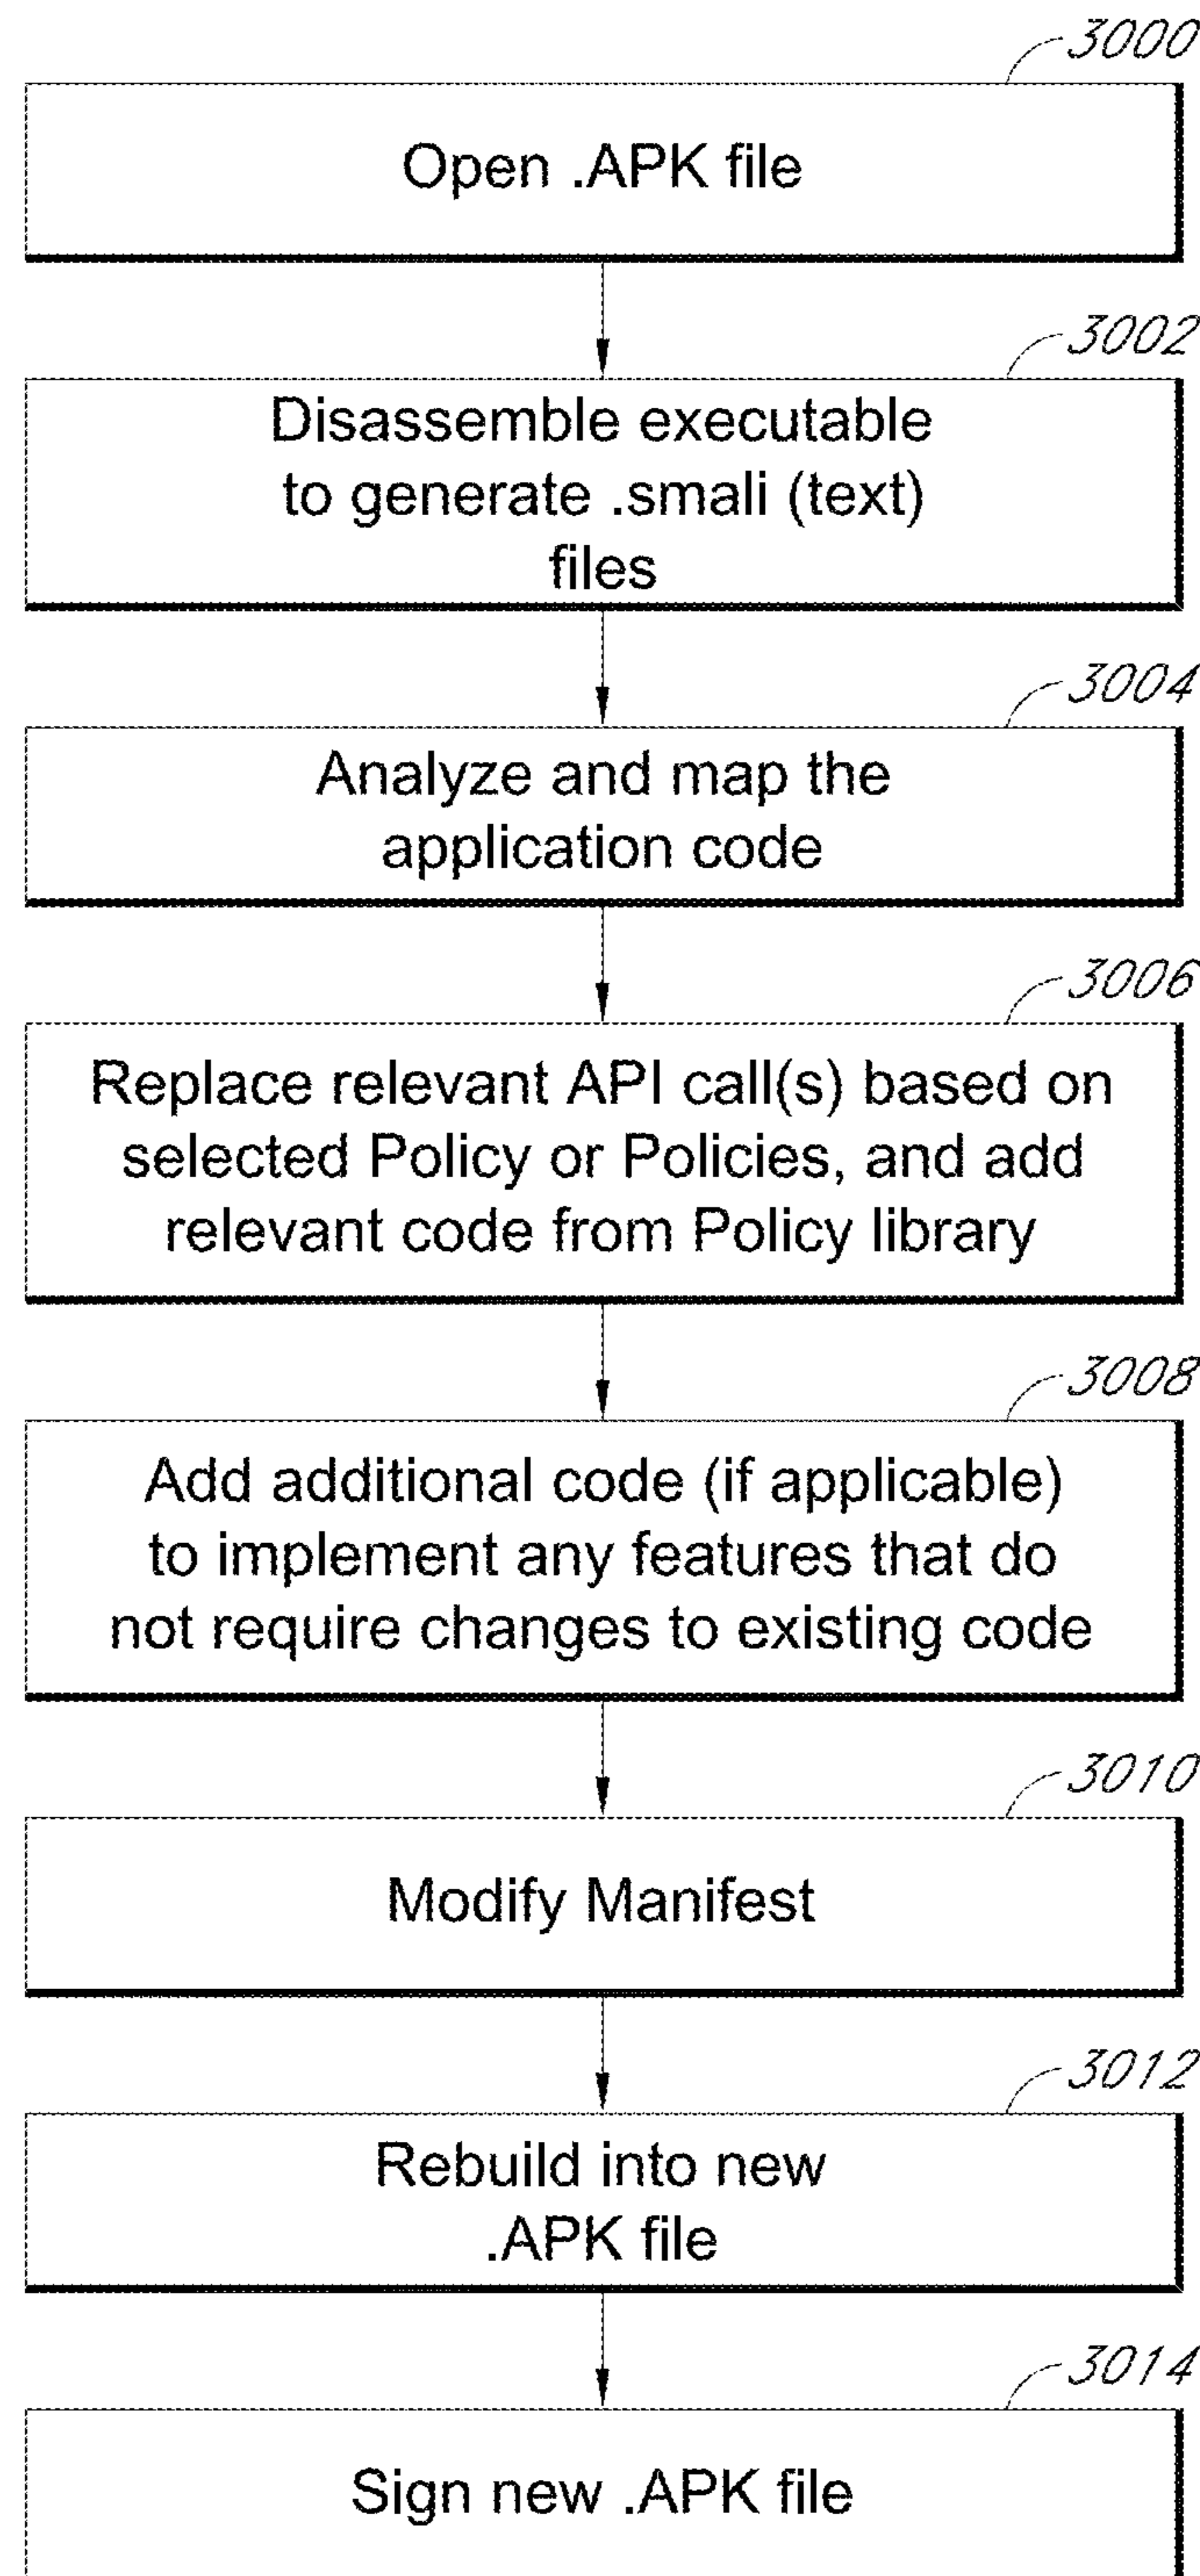 3000
Open .APK file
3002
Disassemble executable
to generate .smali (text)
files
3004
Analyze and map the
application code
3006
Replace relevant API call(s) based on
selected Policy or Policies, and add
relevant code from Policy library
3008
Add additional code (if applicable)
to implement any features that do
not require changes to existing code
3010
Modify Manifest
3012
Rebuild into new
.APK file
3014
Sign new .APK file